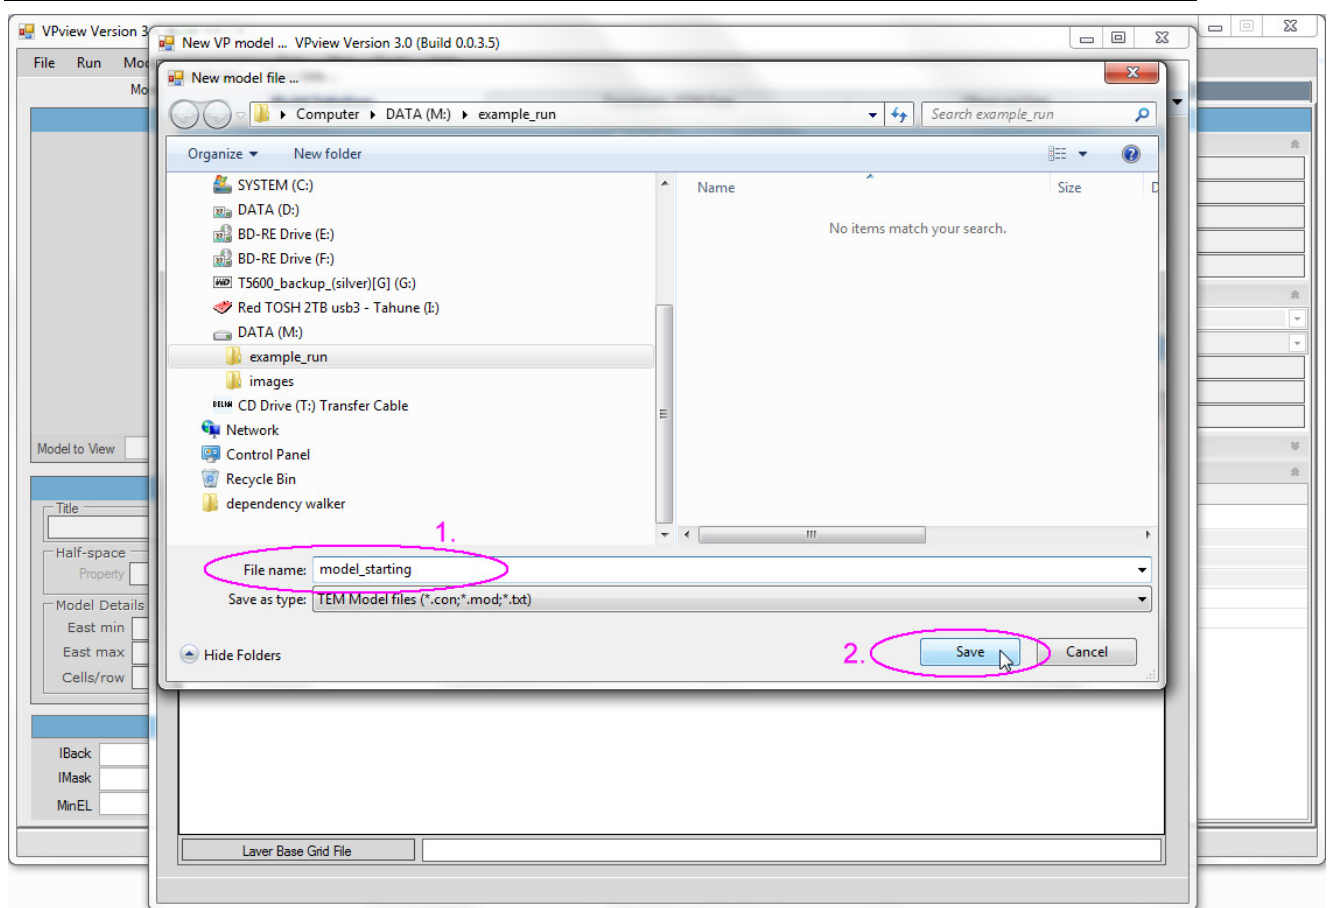 VPview Version 3
New VP model ... VPview Version 3.0 (Build 0.0.3.5)
File Run Mod
New model file ...
Mo
Computer DATA (M:) example_run
Search example_run
Organize New folder
SYSTEM (C:)
Name Size D
DATA (D:)
No items match your search.
BD-RE Drive (E:)
BD-RE Drive (F:)
T5600_backup_(silver)[G] (G:)
Red TOSH 2TB usb3 - Tahune (I:)
DATA (M:)
example_run
images
CD Drive (T:) Transfer Cable
Network
Model to View
Control Panel
Recycle Bin
dependency walker
Title
1.
Half-space
Property
File name: model_starting
Save as type: TEM Model files (*.con;*.mod;*.txt)
Model Details
East min
East max
Cells/row
Hide Folders
2. Save Cancel
IBack
IMask
MinEL
Layer Base Grid File